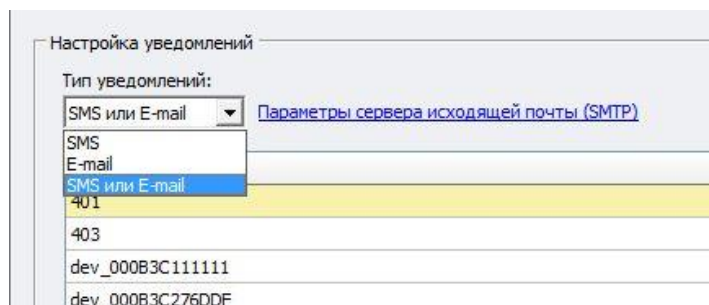 Настройка уведомлений
Тип уведомлений:
SMS или E-mail Параметры сервера исходящей почты (SMTP)
SMS
E-mail
SMS или E-mail
401
403
dev_000B3C111111
dev_000B3C276DDE